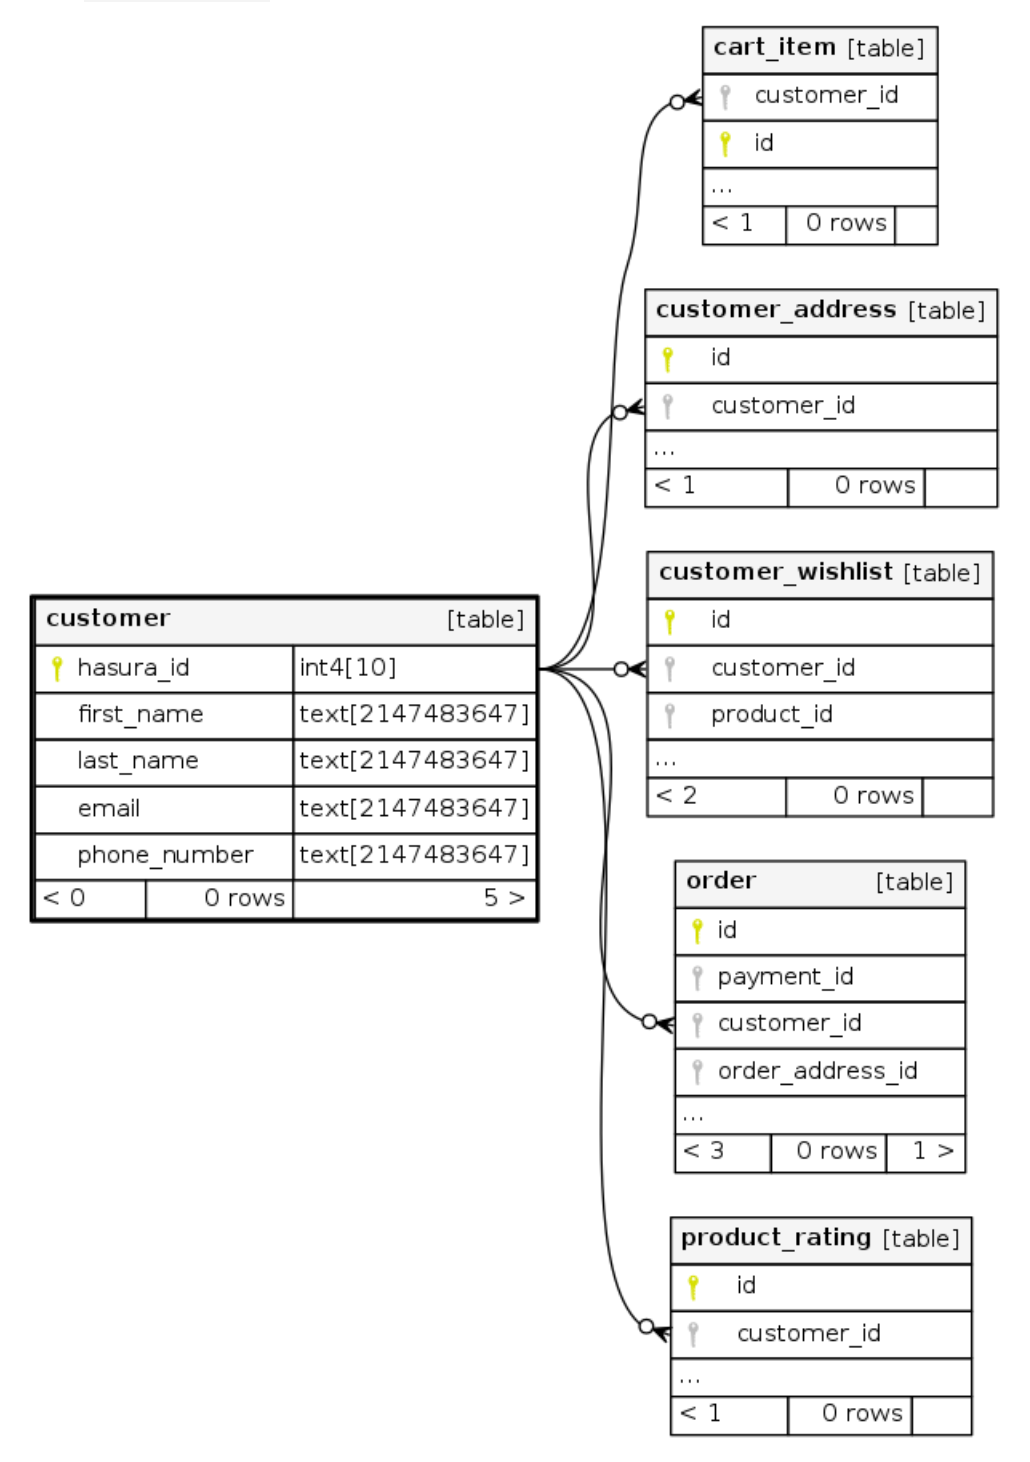 cart_item [table]
customer_id
id
...
< 1 0 rows
customer_address [table]
id
customer_id
...
< 1 0 rows
customer_wishlist [table]
id
customer_id
product_id
...
< 2 0 rows
customer [table]
hasura_id int4[10]
first_name text[2147483647]
last_name text[2147483647]
email text[2147483647]
phone_number text[2147483647]
< 0 0 rows 5 >
order [table]
id
payment_id
customer_id
order_address_id
...
< 3 0 rows 1 >
product_rating [table]
id
customer_id
...
< 1 0 rows